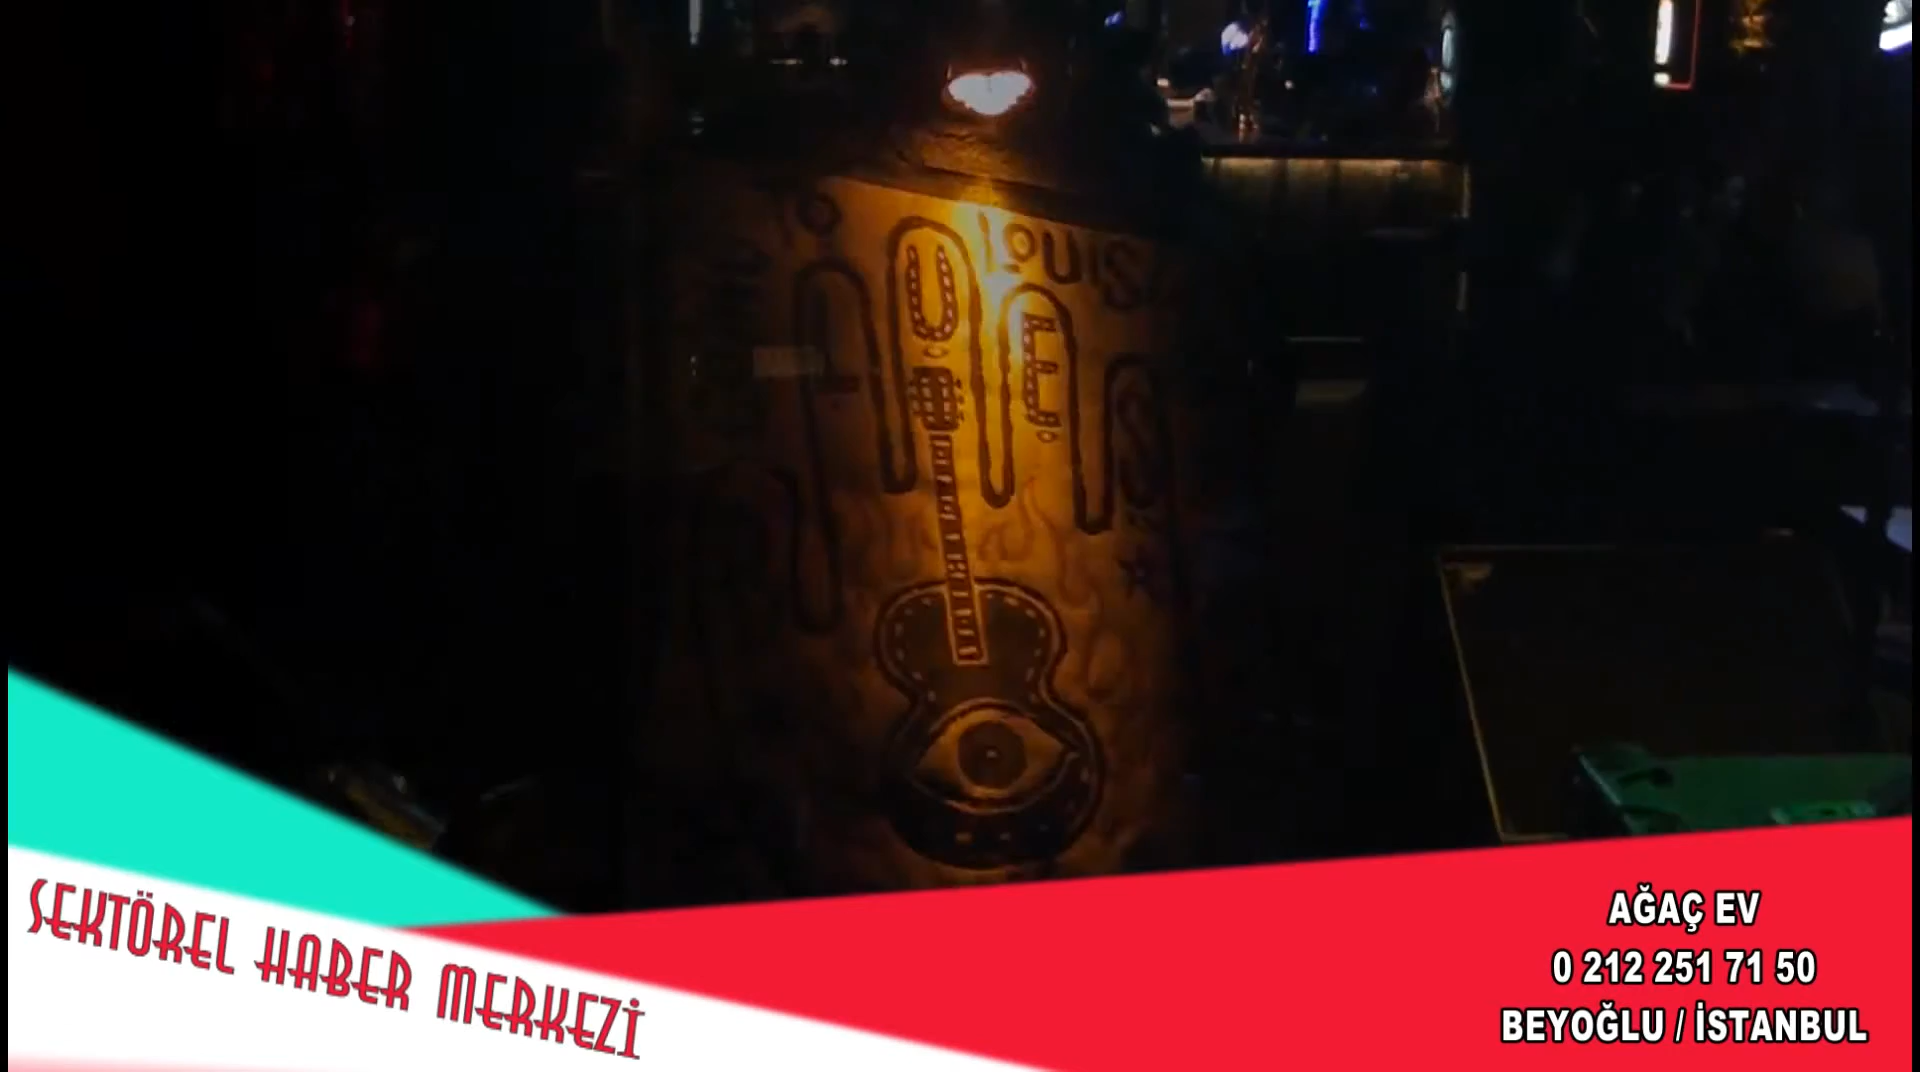 LOUIS
SEKTÖREL HABER MERKEZİ
AĞAÇ EV
0 212 251 71 50
BEYOĞLU / İSTANBUL